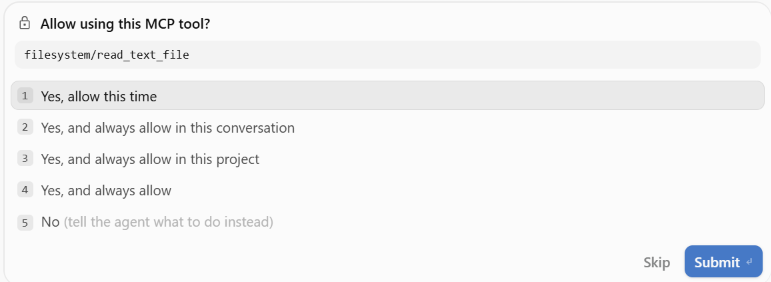 Allow using this MCP tool?
filesystem/read_text_file
1 Yes, allow this time
2 Yes, and always allow in this conversation
3 Yes, and always allow in this project
4 Yes, and always allow
5 No (tell the agent what to do instead)
Skip Submit ↵